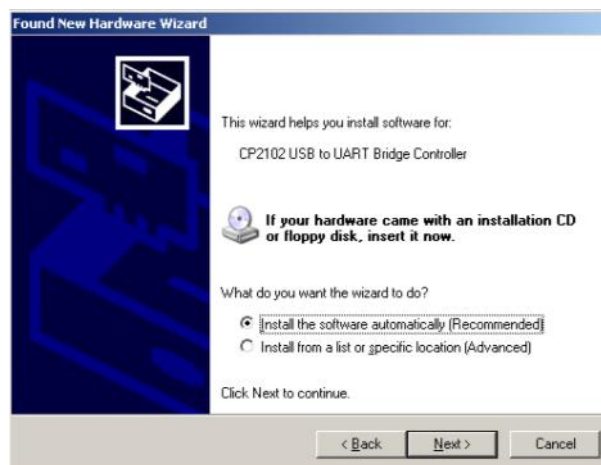 Found New Hardware Wizard
This wizard helps you install software for:
CP2102 USB to UART Bridge Controller
If your hardware came with an installation CD
or floppy disk, insert it now.
What do you want the wizard to do?
Install the software automatically (Recommended)
Install from a list or specific location (Advanced)
Click Next to continue.
< Back Next > Cancel